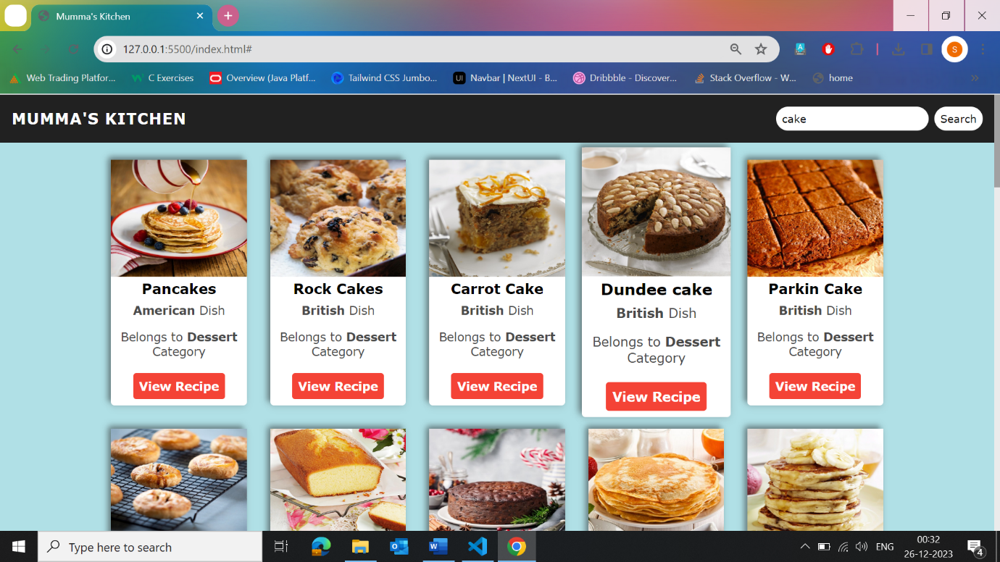 Mumma's Kitchen
127.0.0.1:5500/index.html#
S
Web Trading Platfor... C Exercises Overview (Java Platf... Tailwind CSS Jumbo... UI Navbar | NextUI - B... Dribbble - Discover... Stack Overflow - W... home
MUMMA'S KITCHEN cake Search
Pancakes
American Dish
Belongs to Dessert
Category
View Recipe
Rock Cakes
British Dish
Belongs to Dessert
Category
View Recipe
Carrot Cake
British Dish
Belongs to Dessert
Category
View Recipe
Dundee cake
British Dish
Belongs to Dessert
Category
View Recipe
Parkin Cake
British Dish
Belongs to Dessert
Category
View Recipe
Type here to search
ENG
00:32
26-12-2023
4